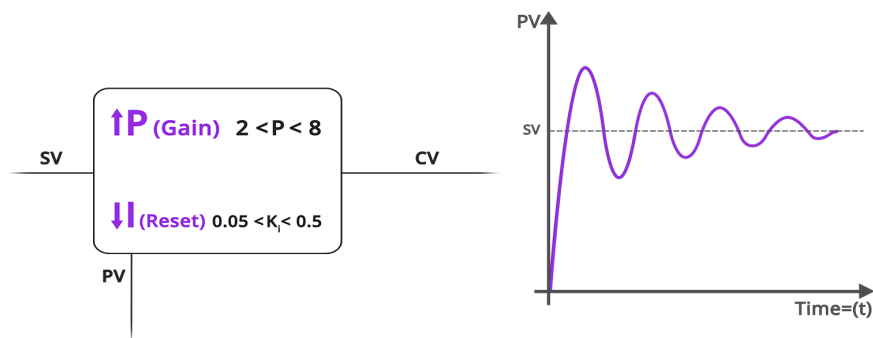 ↑P (Gain) 2 < P < 8
SV
CV
↓I (Reset) 0.05 < Ki < 0.5
PV
PV
SV
Time=(t)